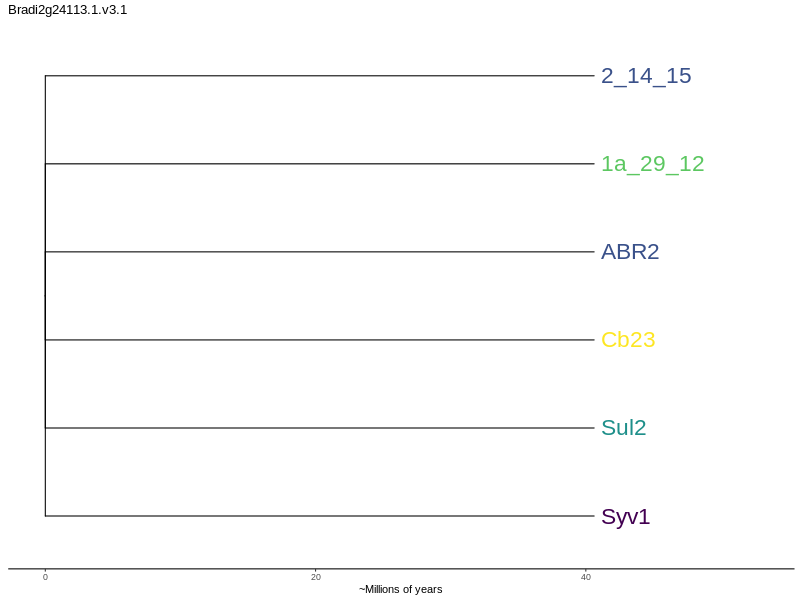 Bradi2g24113.1.v3.1
2_14_15
1a_29_12
ABR2
Cb23
Sul2
Syv1
0 20 40
~Millions of years